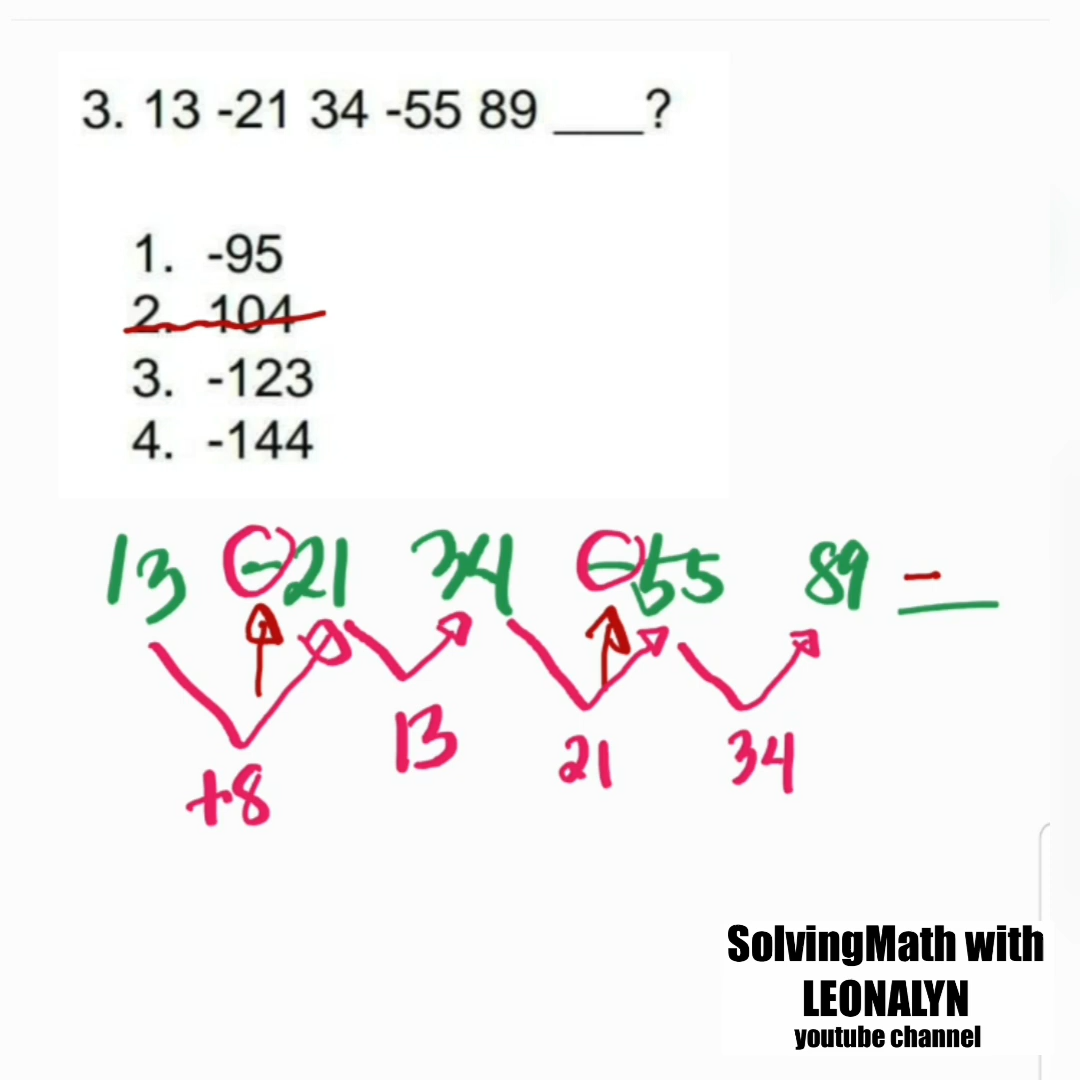 3. 13 -21 34 -55 89 ___?
1. -95
2. 104
3. -123
4. -144
13 -21 34 -55 89 -
+8 13 21 34
SolvingMath with
LEONALYN
youtube channel